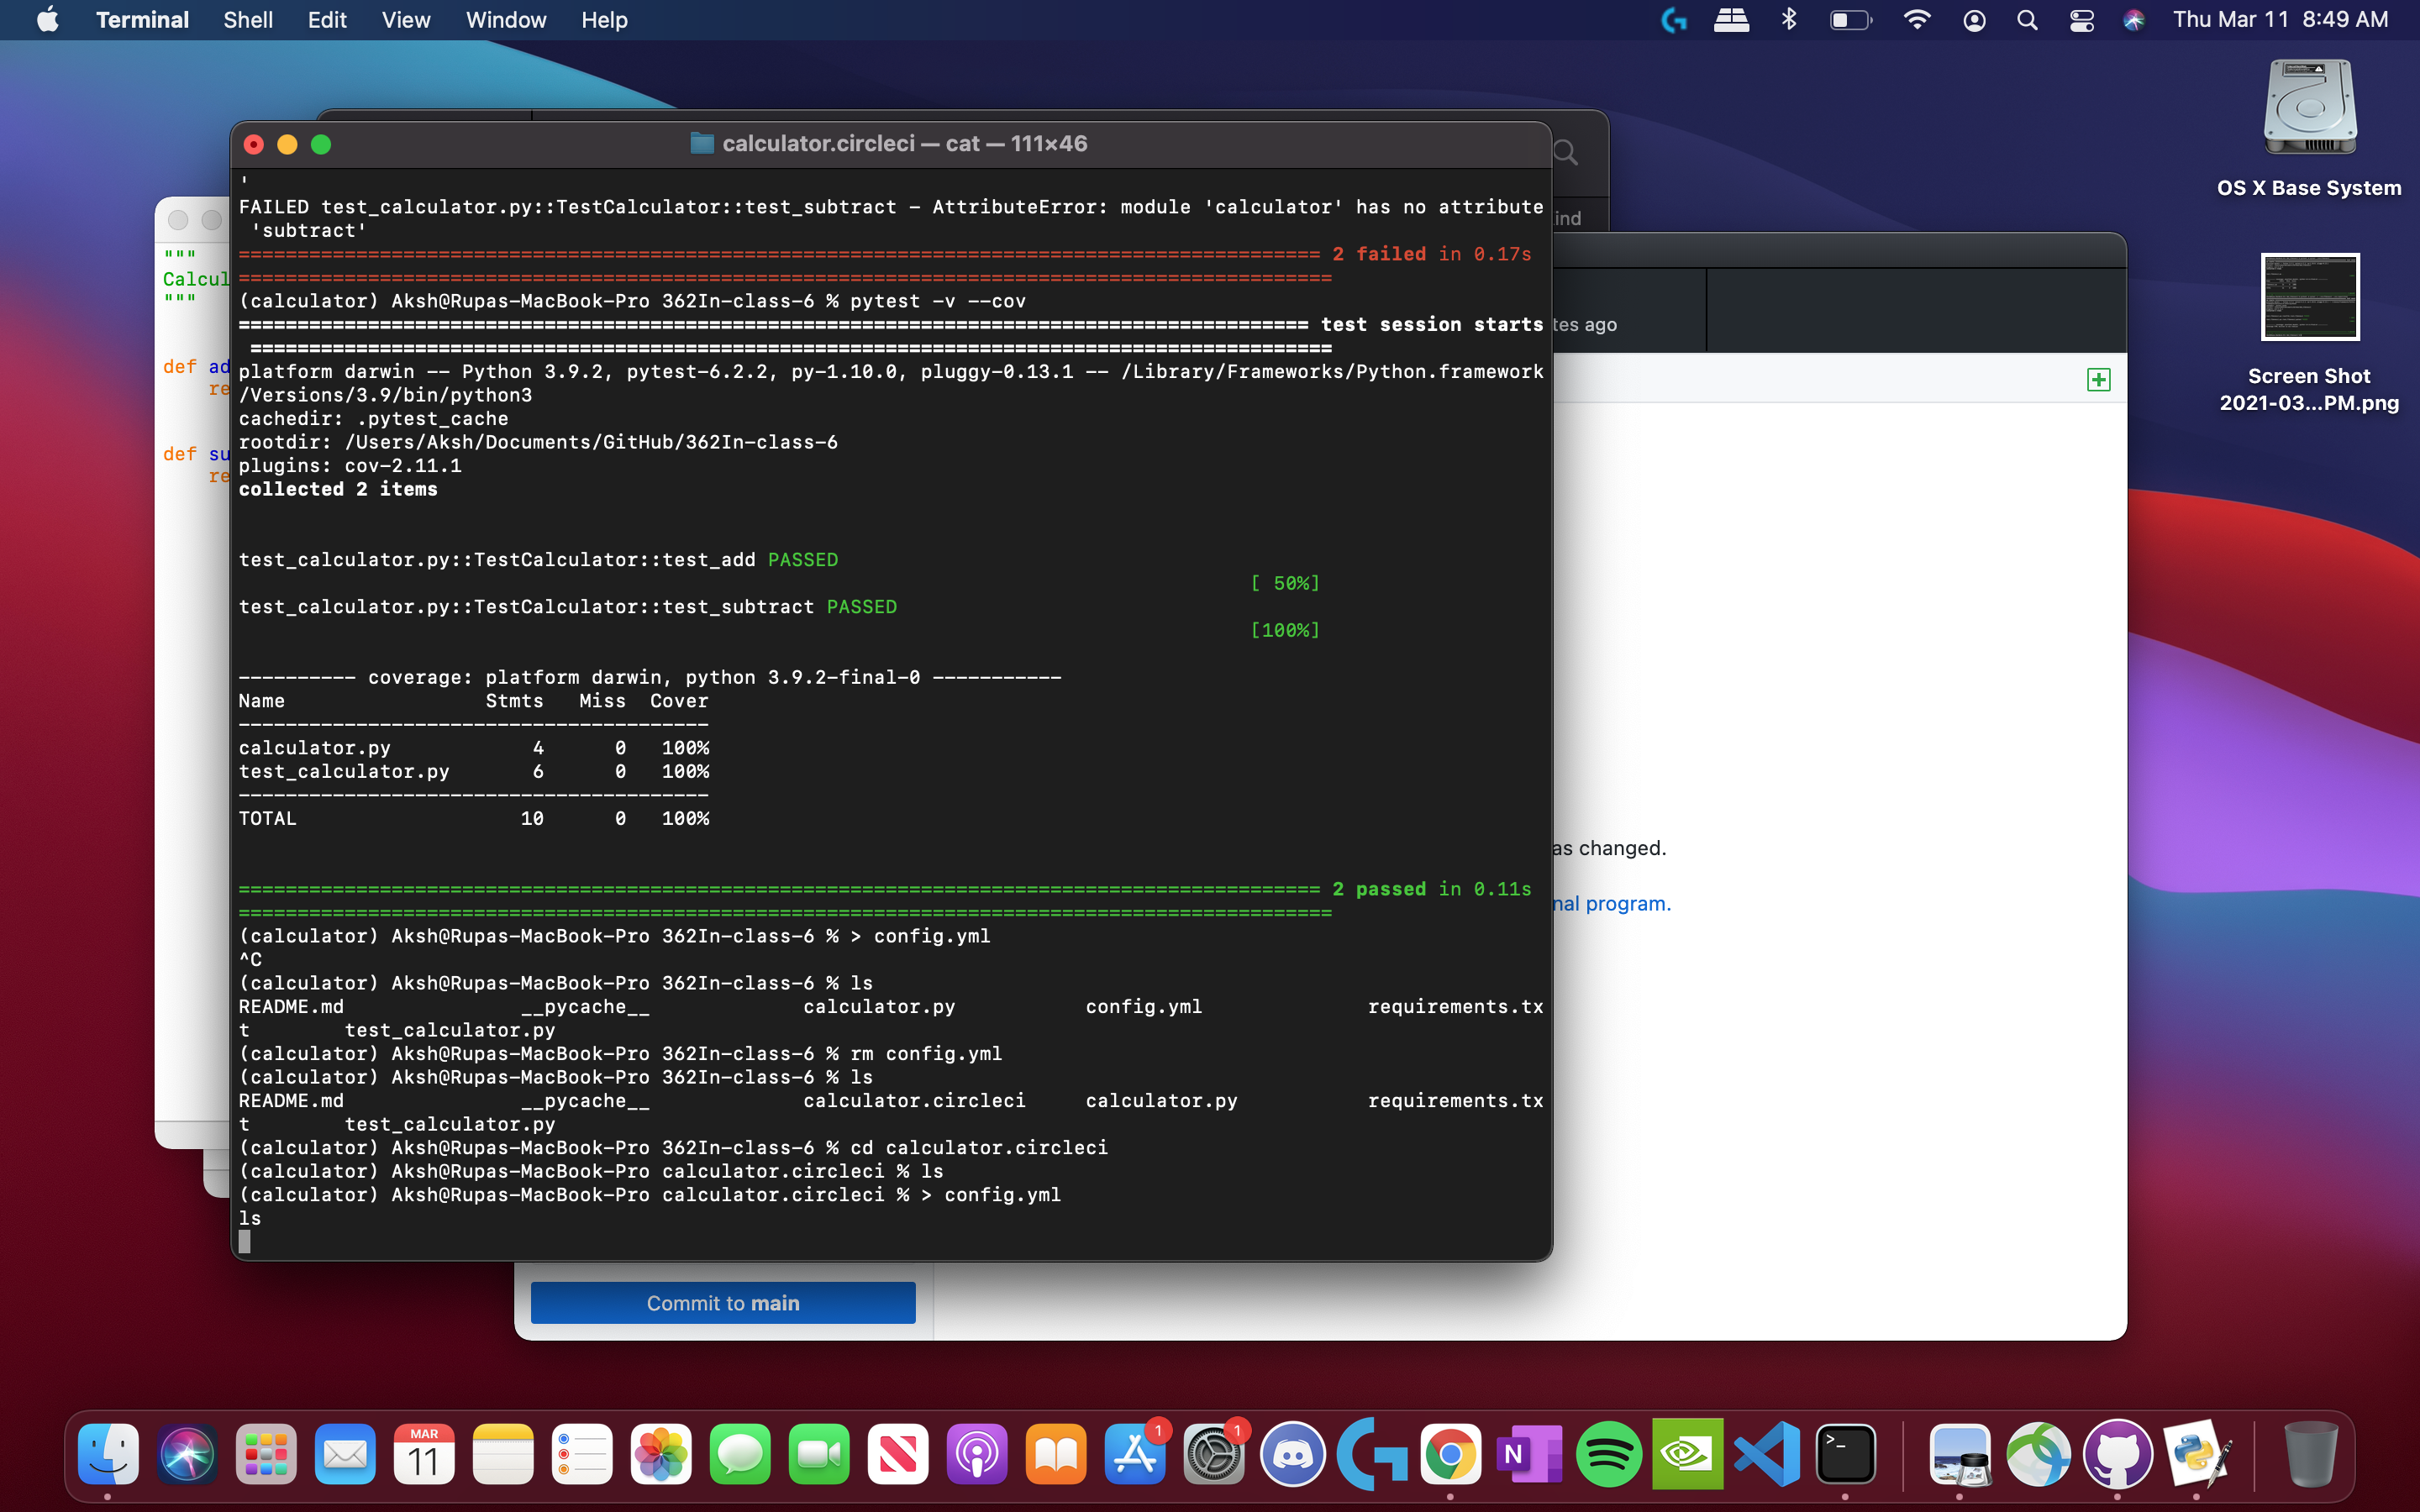 Terminal Shell Edit View Window Help Thu Mar 11 8:49 AM
calculator.circleci — cat — 111×46
'
FAILED test_calculator.py::TestCalculator::test_subtract - AttributeError: module 'calculator' has no attribute
'subtract'
============================================================================================ 2 failed in 0.17s
=============================================================================================
(calculator) Aksh@Rupas-MacBook-Pro 362In-class-6 % pytest -v --cov
=========================================================================================== test session starts
============================================================================================
platform darwin -- Python 3.9.2, pytest-6.2.2, py-1.10.0, pluggy-0.13.1 -- /Library/Frameworks/Python.framework
/Versions/3.9/bin/python3
cachedir: .pytest_cache
rootdir: /Users/Aksh/Documents/GitHub/362In-class-6
plugins: cov-2.11.1
collected 2 items
test_calculator.py::TestCalculator::test_add PASSED
[ 50%]
test_calculator.py::TestCalculator::test_subtract PASSED
[100%]
---------- coverage: platform darwin, python 3.9.2-final-0 -----------
Name Stmts Miss Cover
----------------------------------------
calculator.py 4 0 100%
test_calculator.py 6 0 100%
----------------------------------------
TOTAL 10 0 100%
============================================================================================ 2 passed in 0.11s
=============================================================================================
(calculator) Aksh@Rupas-MacBook-Pro 362In-class-6 % > config.yml
^C
(calculator) Aksh@Rupas-MacBook-Pro 362In-class-6 % ls
README.md __pycache__ calculator.py config.yml requirements.tx
t test_calculator.py
(calculator) Aksh@Rupas-MacBook-Pro 362In-class-6 % rm config.yml
(calculator) Aksh@Rupas-MacBook-Pro 362In-class-6 % ls
README.md __pycache__ calculator.circleci calculator.py requirements.tx
t test_calculator.py
(calculator) Aksh@Rupas-MacBook-Pro 362In-class-6 % cd calculator.circleci
(calculator) Aksh@Rupas-MacBook-Pro calculator.circleci % ls
(calculator) Aksh@Rupas-MacBook-Pro calculator.circleci % > config.yml
ls
"""
Calcul
"""
def ad
re
def su
re
ind
tes ago
as changed.
nal program.
Commit to main
OS X Base System
Screen Shot
2021-03...PM.png
MAR
11
1
1
N
>_